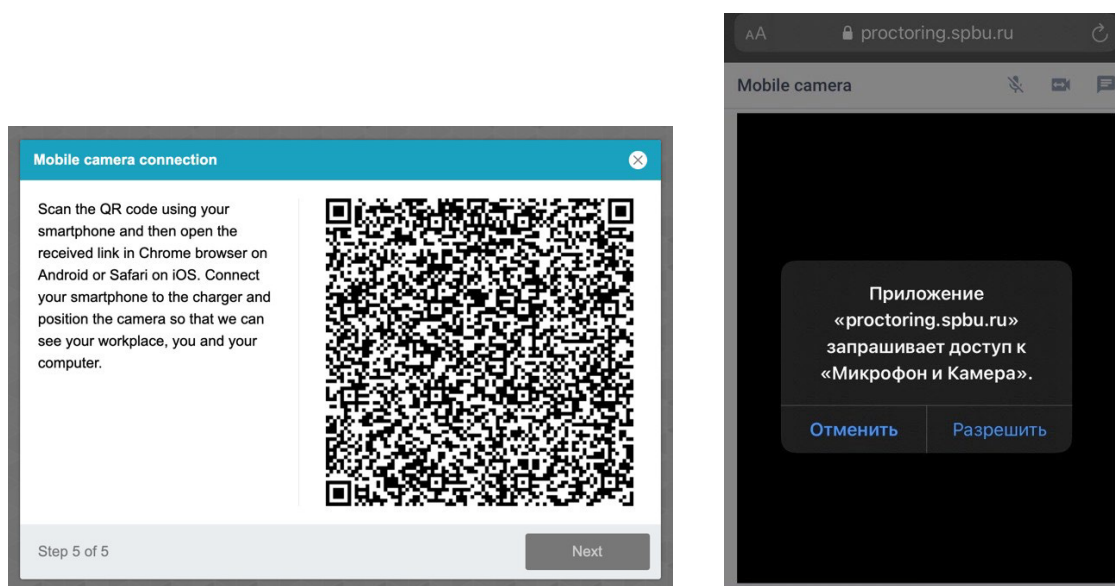 Mobile camera connection
Scan the QR code using your
smartphone and then open the
received link in Chrome browser on
Android or Safari on iOS. Connect
your smartphone to the charger and
position the camera so that we can
see your workplace, you and your
computer.
Step 5 of 5
Next
AA
proctoring.spbu.ru
Mobile camera
Приложение
«proctoring.spbu.ru»
запрашивает доступ к
«Микрофон и Камера».
Отменить
Разрешить